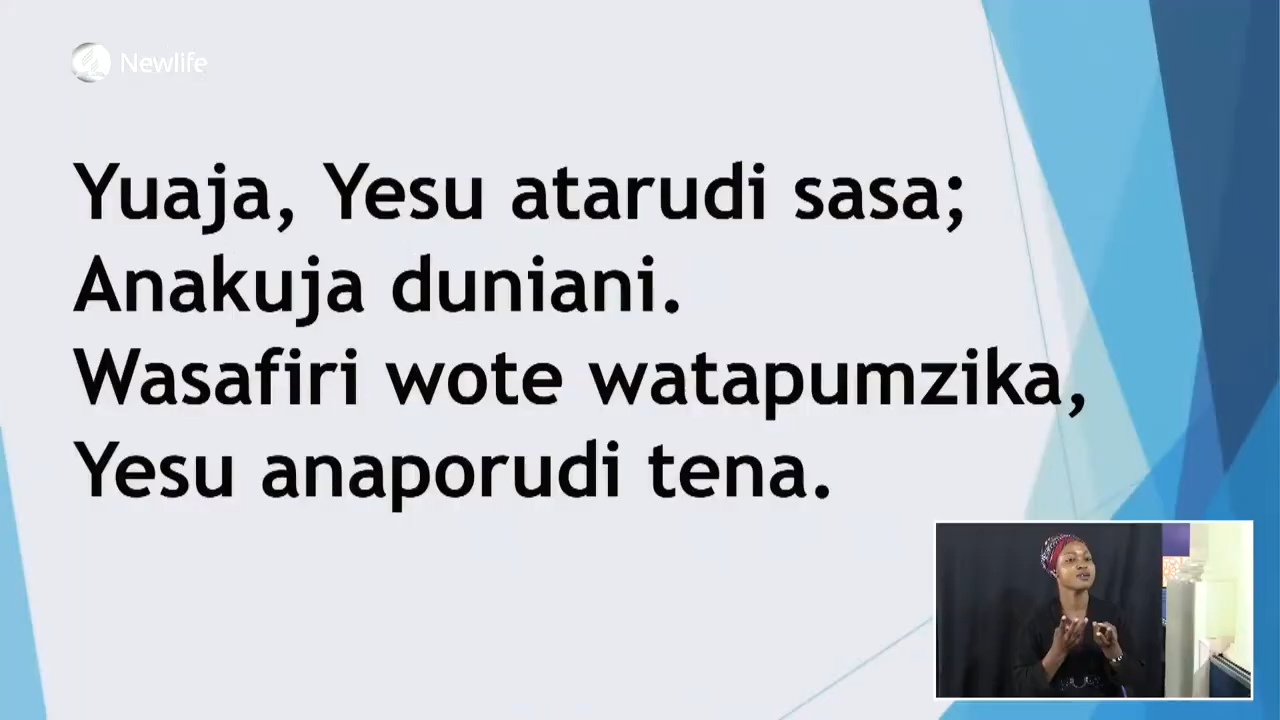 Newlife
Yuaja, Yesu atarudi sasa;
Anakuja duniani.
Wasafiri wote watapumzika,
Yesu anaporudi tena.